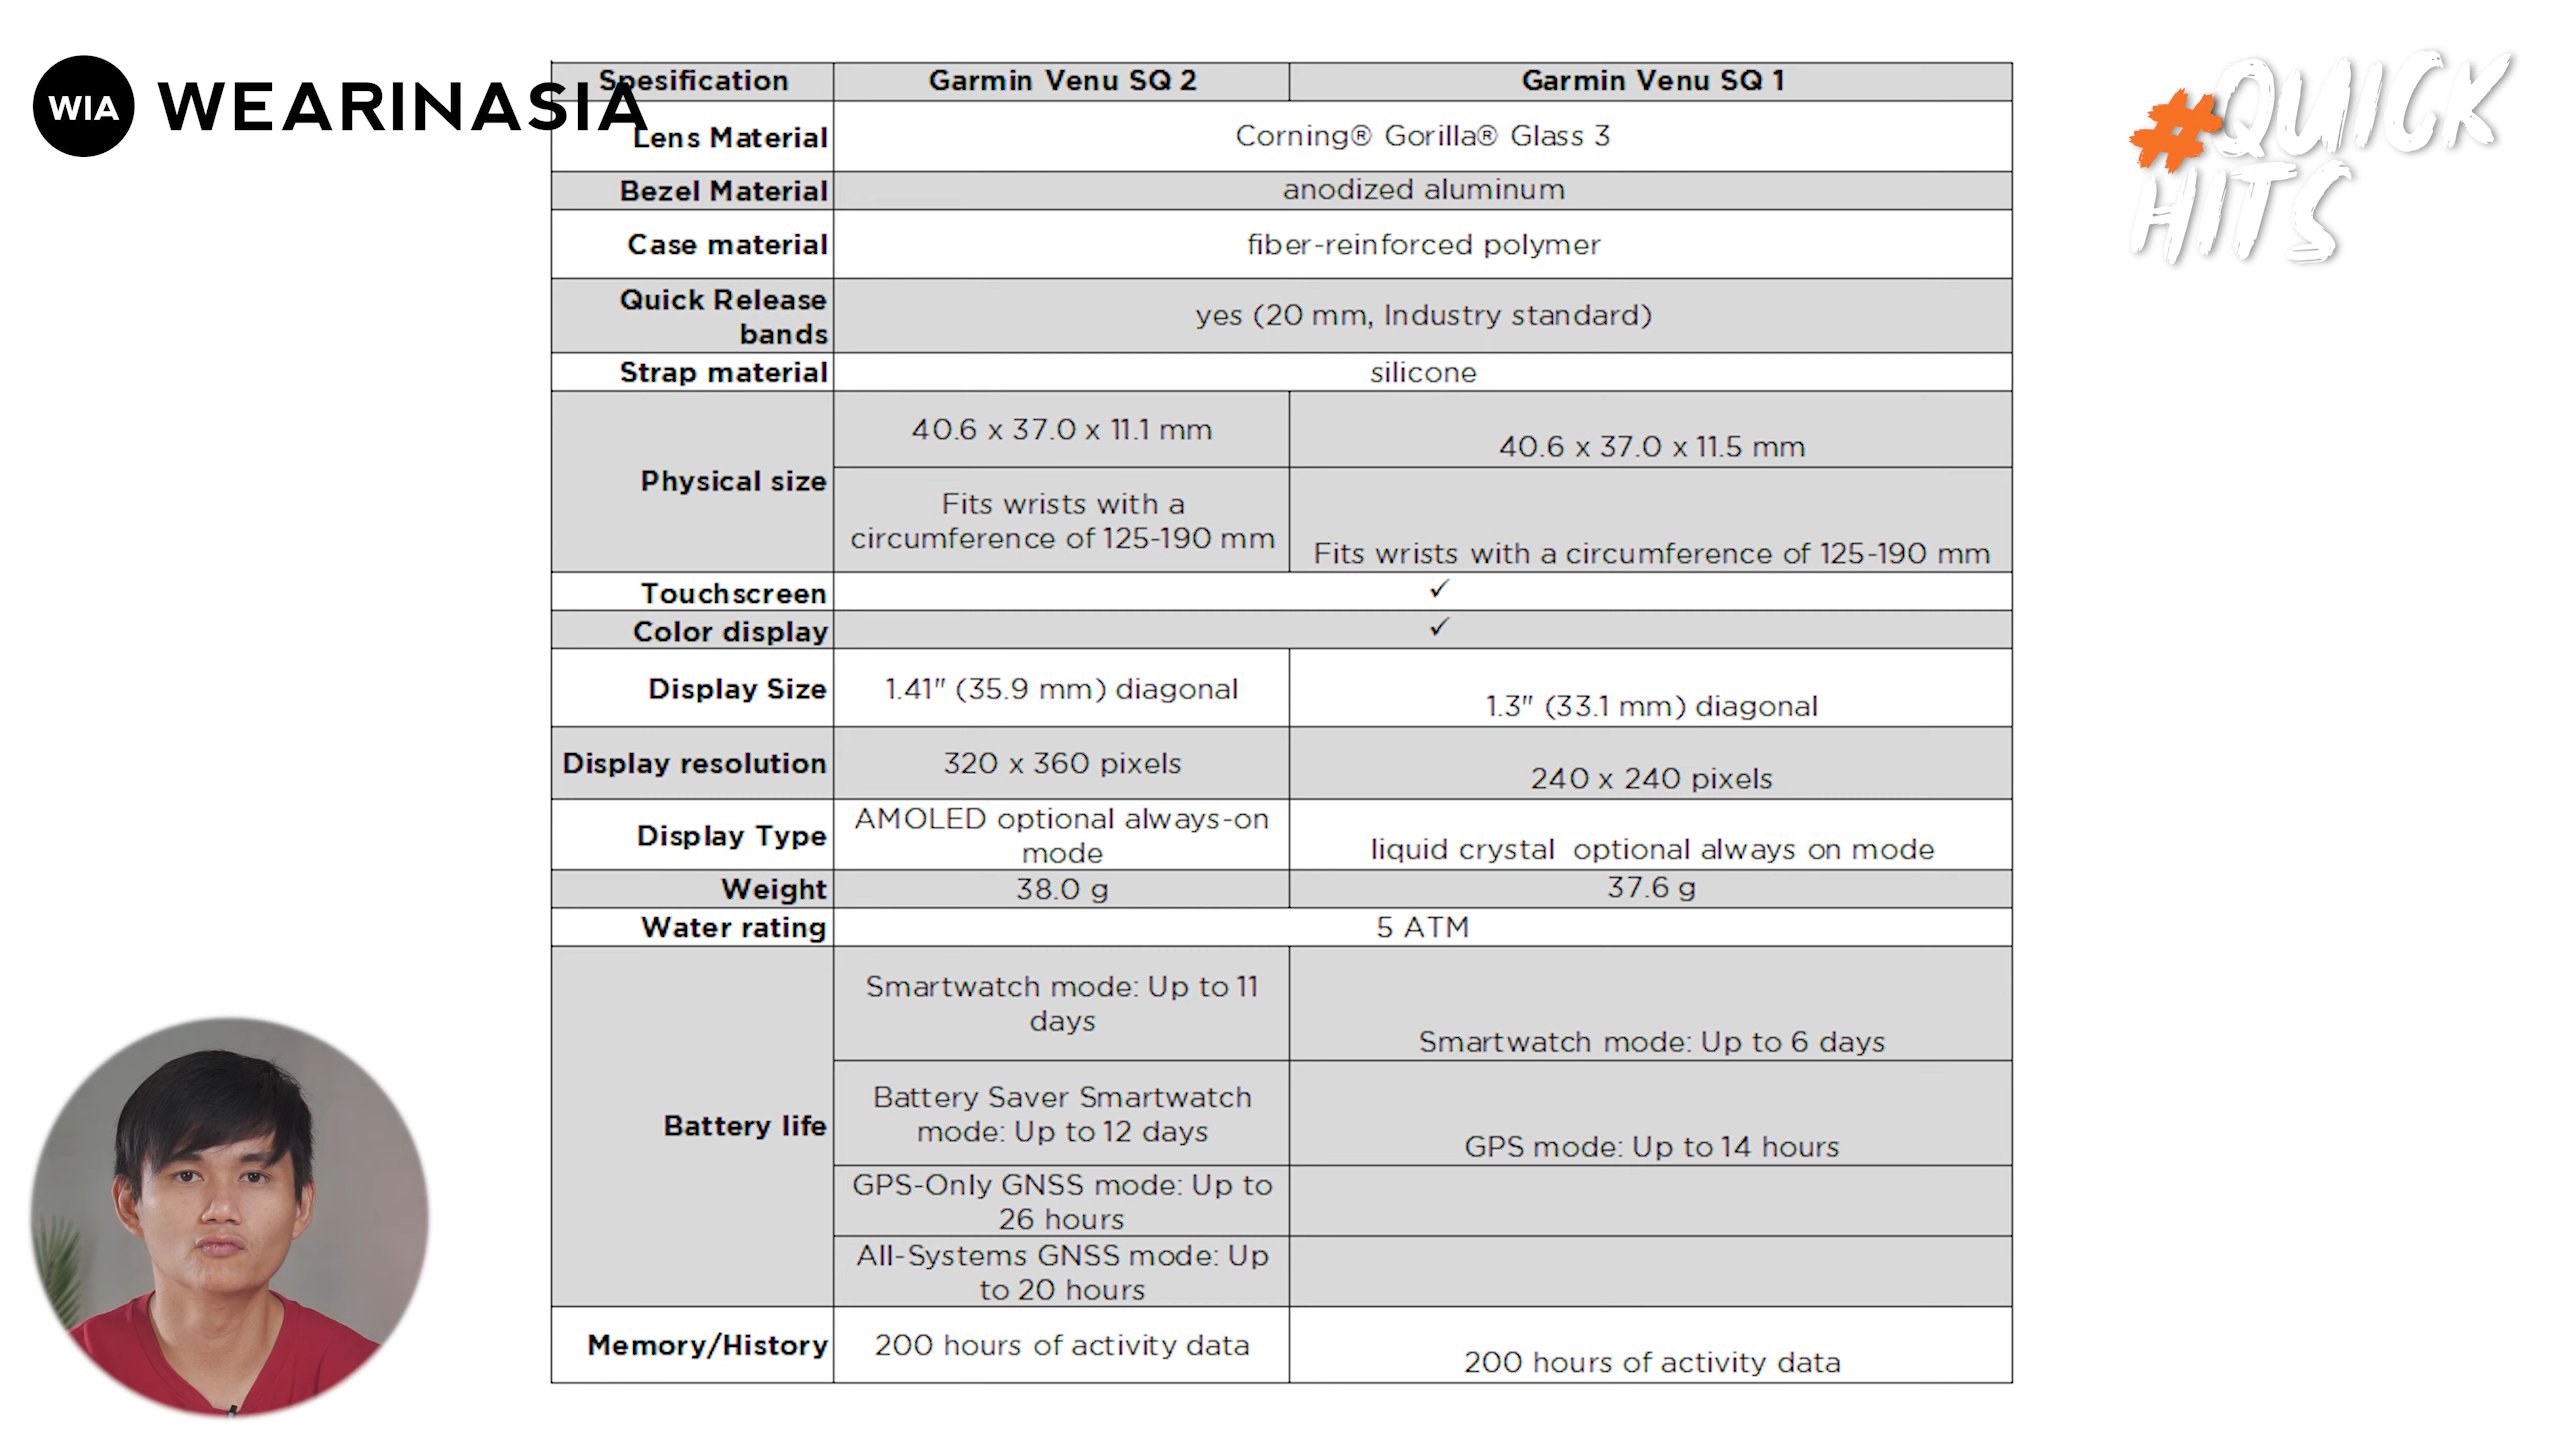 WIA WEARINASIA
#QUICK
HITS
Spesification Garmin Venu SQ 2 Garmin Venu SQ 1
Lens Material Corning® Gorilla® Glass 3
Bezel Material anodized aluminum
Case material fiber-reinforced polymer
Quick Release
bands
yes (20 mm, Industry standard)
Strap material silicone
Physical size
40.6 x 37.0 x 11.1 mm
40.6 x 37.0 x 11.5 mm
Fits wrists with a
circumference of 125-190 mm
Fits wrists with a circumference of 125-190 mm
Touchscreen ✓
Color display ✓
Display Size 1.41" (35.9 mm) diagonal 1.3" (33.1 mm) diagonal
Display resolution 320 x 360 pixels 240 x 240 pixels
Display Type
AMOLED optional always-on
mode
liquid crystal optional always on mode
Weight 38.0 g 37.6 g
Water rating 5 ATM
Battery life
Smartwatch mode: Up to 11
days
Smartwatch mode: Up to 6 days
Battery Saver Smartwatch
mode: Up to 12 days
GPS mode: Up to 14 hours
GPS-Only GNSS mode: Up to
26 hours
All-Systems GNSS mode: Up
to 20 hours
Memory/History 200 hours of activity data 200 hours of activity data